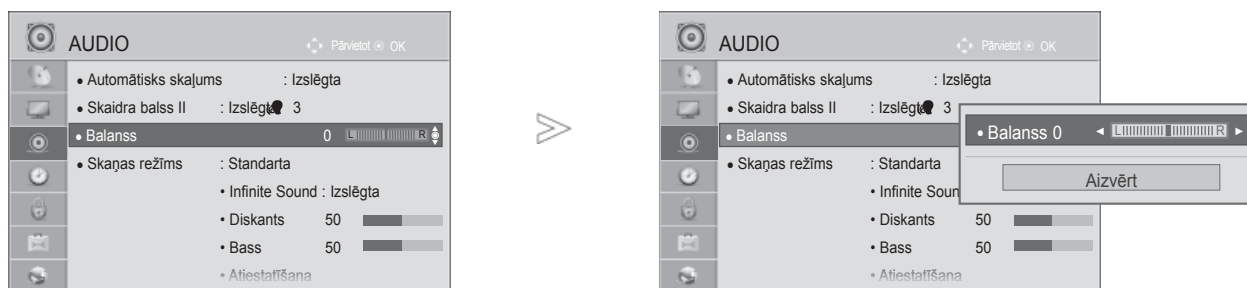 AUDIO
Pārvietot OK
• Automātisks skaļums : Izslēgta
• Skaidra balss II : Izslēgta 3
• Balanss 0 L R
• Skaņas režīms : Standarta
• Infinite Sound : Izslēgta
• Diskants 50
• Bass 50
• Atiestatīšana
>
AUDIO
Pārvietot OK
• Automātisks skaļums : Izslēgta
• Skaidra balss II : Izslēgta 3
• Balanss
• Skaņas režīms : Standarta
• Infinite Soun
• Diskants 50
• Bass 50
• Atiestatīšana
• Balanss 0 L R
Aizvērt